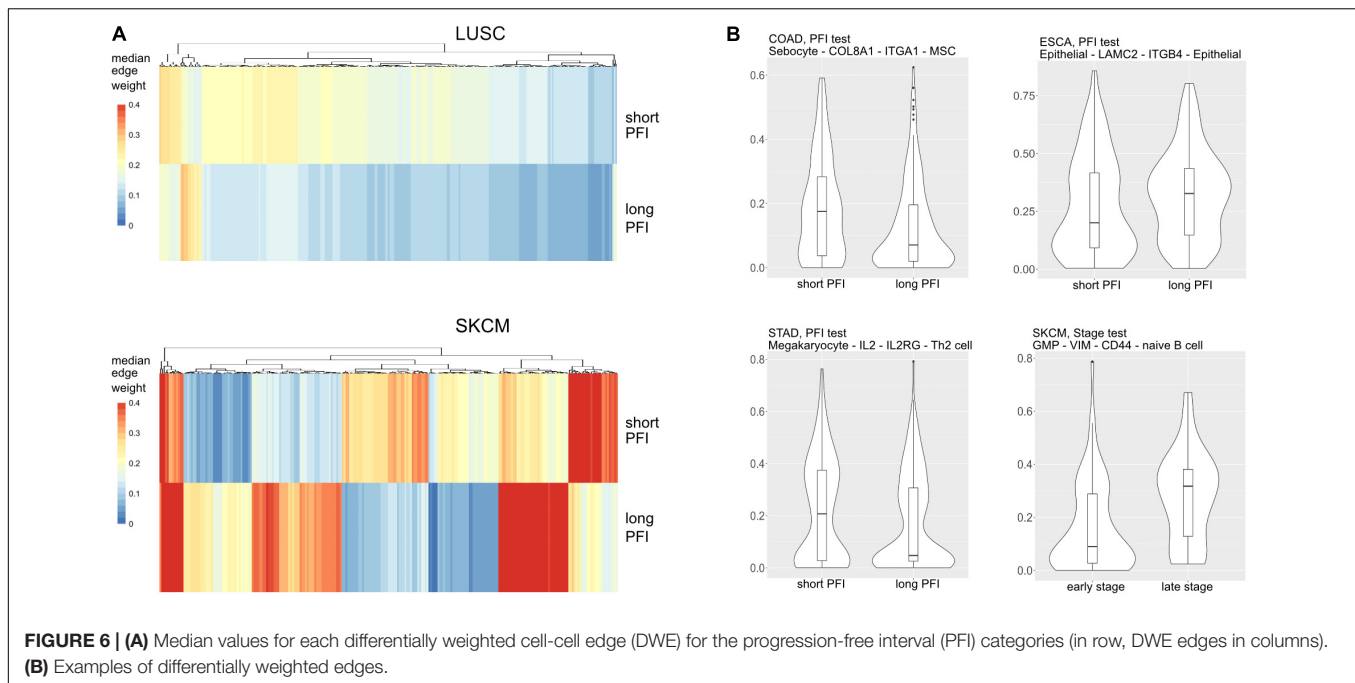 A
LUSC
median
edge
weight
0.4
0.3
0.2
0.1
0
short
PFI
long
PFI
SKCM
median
edge
weight
0.4
0.3
0.2
0.1
0
short
PFI
long
PFI
B
COAD, PFI test
Sebocyte - COL8A1 - ITGA1 - MSC
0.6
0.4
0.2
0.0
short PFI
long PFI
ESCA, PFI test
Epithelial - LAMC2 - ITGB4 - Epithelial
0.75
0.50
0.25
0.00
short PFI
long PFI
STAD, PFI test
Megakaryocyte - IL2 - IL2RG - Th2 cell
0.8
0.6
0.4
0.2
0.0
short PFI
long PFI
SKCM, Stage test
GMP - VIM - CD44 - naive B cell
0.8
0.6
0.4
0.2
0.0
early stage
late stage
FIGURE 6 | (A) Median values for each differentially weighted cell-cell edge (DWE) for the progression-free interval (PFI) categories (in row, DWE edges in columns).
(B) Examples of differentially weighted edges.